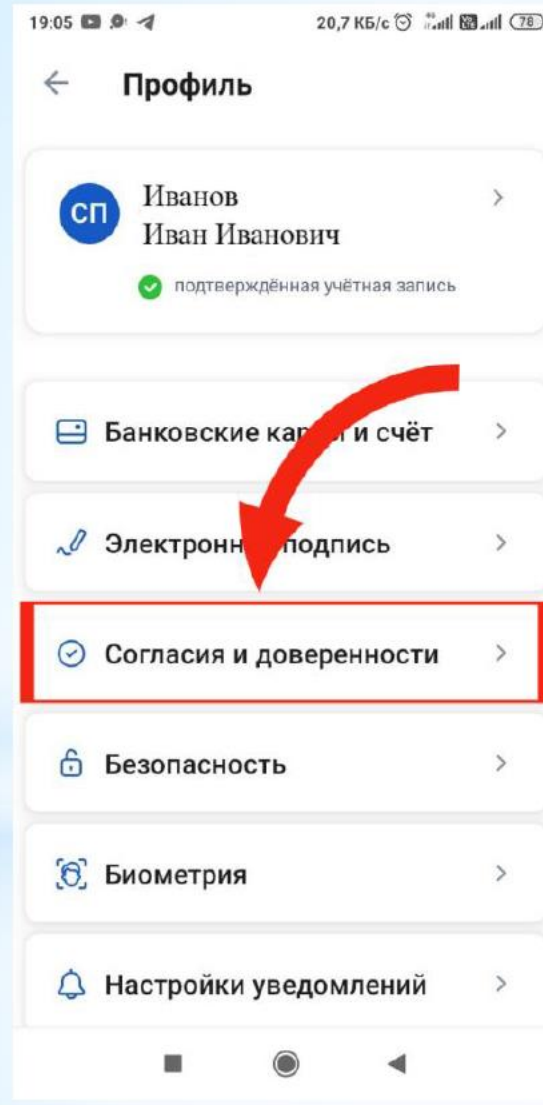 19:05
20,7 КБ/с
4G
78
Профиль
СП
Иванов
Иван Иванович
подтверждённая учётная запись
Банковские и счёт
подпись
Согласия и доверенности
Безопасность
Биометрия
Настройки уведомлений